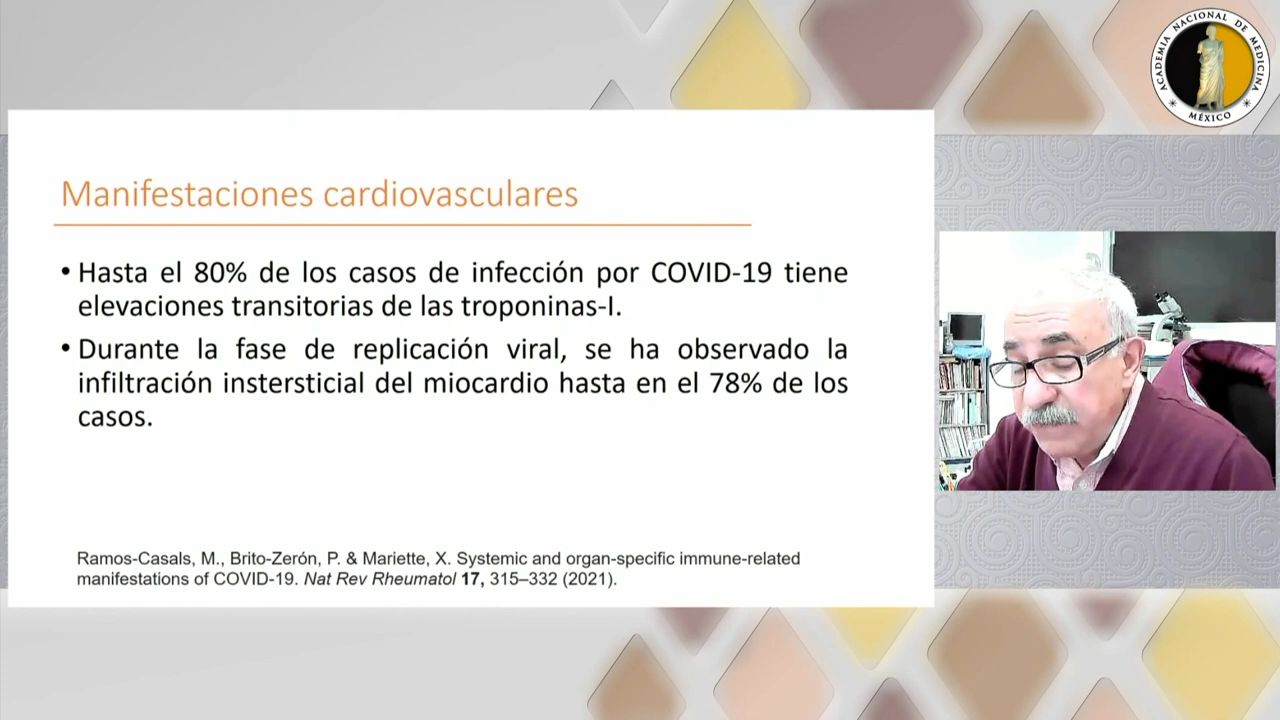 ACADEMIA NACIONAL DE MEDICINA
MÉXICO
Manifestaciones cardiovasculares
• Hasta el 80% de los casos de infección por COVID-19 tiene
elevaciones transitorias de las troponinas-I.
• Durante la fase de replicación viral, se ha observado la
infiltración instersticial del miocardio hasta en el 78% de los
casos.
Ramos-Casals, M., Brito-Zerón, P. & Mariette, X. Systemic and organ-specific immune-related
manifestations of COVID-19. Nat Rev Rheumatol 17, 315–332 (2021).